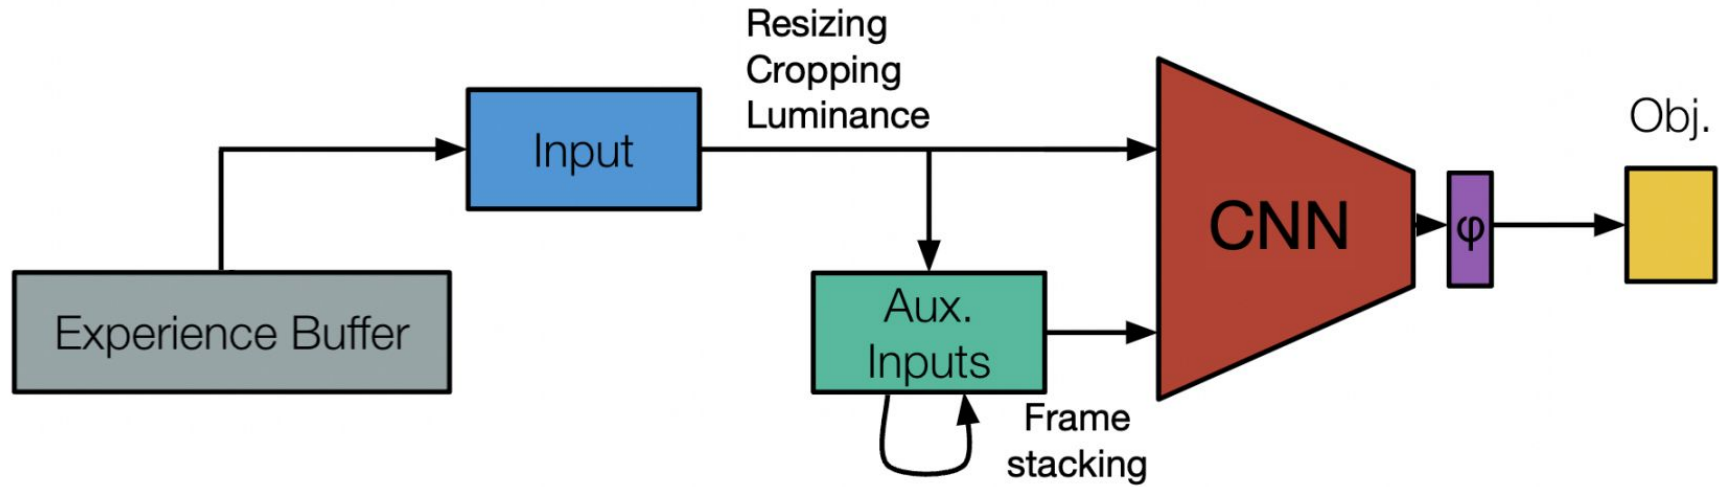 Resizing
Cropping
Luminance
Input
Obj.
CNN
φ
Experience Buffer
Aux.
Inputs
Frame
stacking